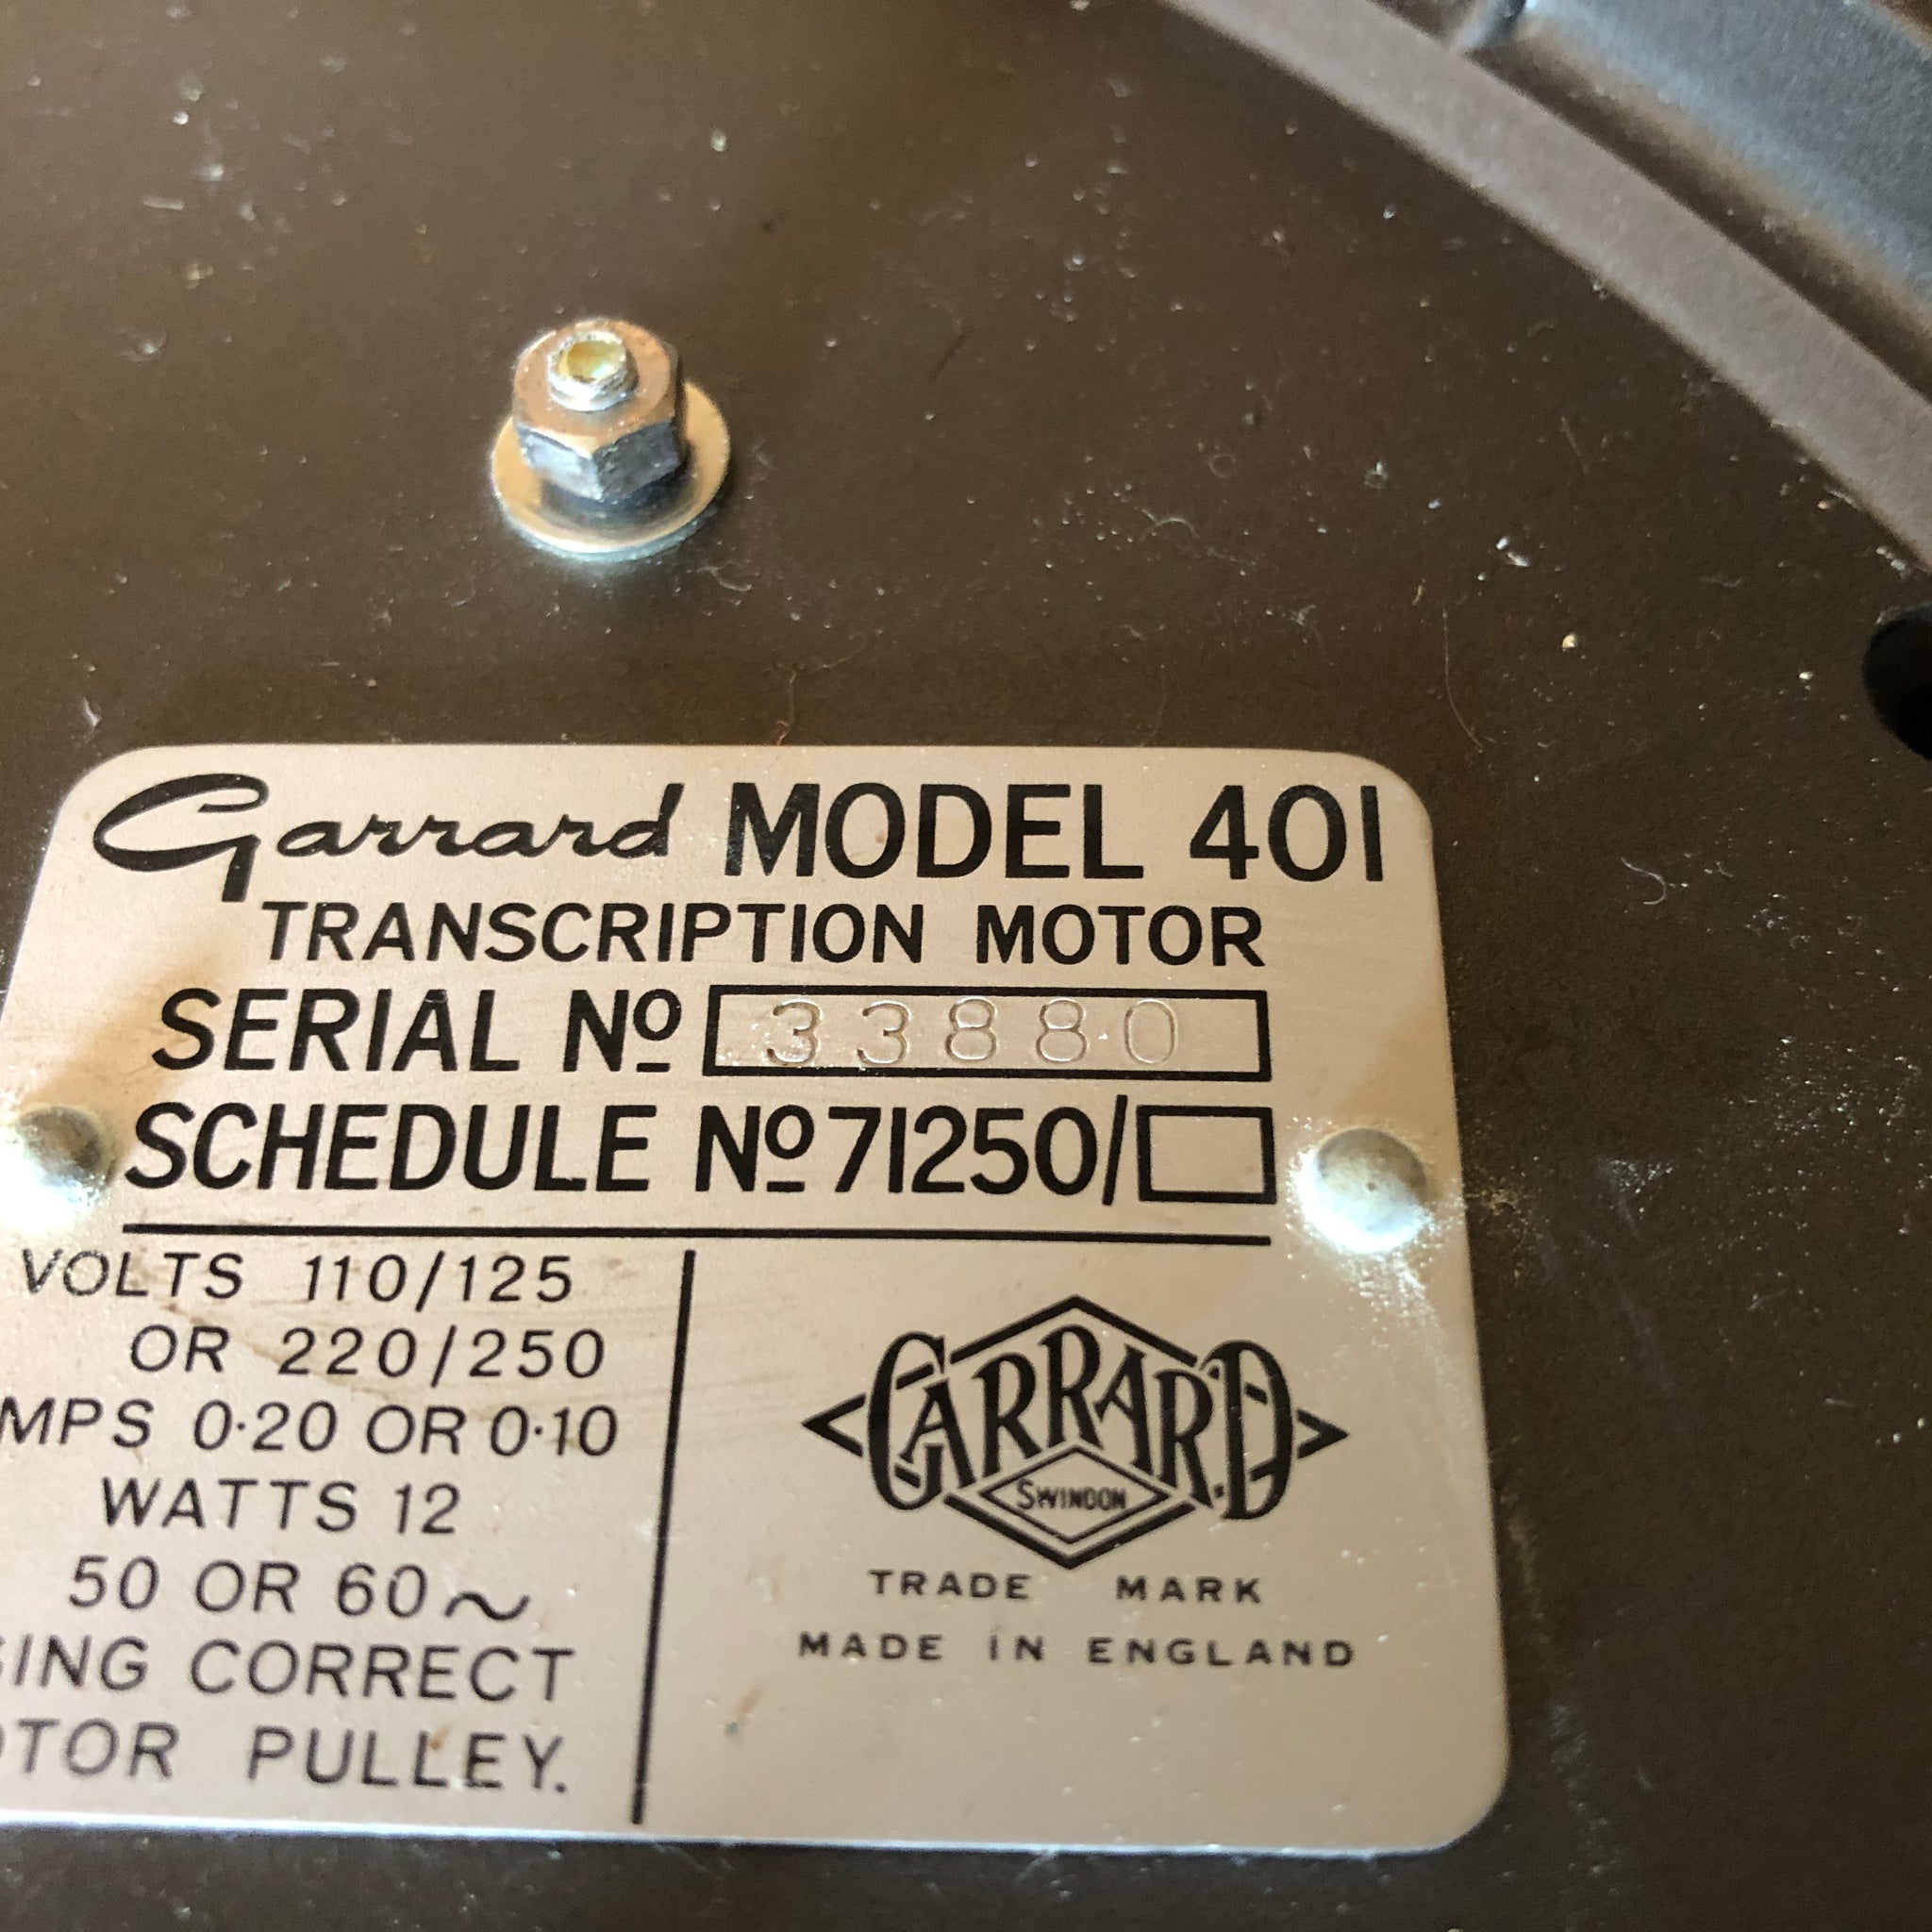 Garrard MODEL 401
TRANSCRIPTION MOTOR
SERIAL Nº 33880
SCHEDULE Nº 71250/
VOLTS 110/125
OR 220/250
MPS 0·20 OR 0·10
WATTS 12
50 OR 60~
ING CORRECT
OTOR PULLEY.
GARRARD
SWINDON
TRADE MARK
MADE IN ENGLAND